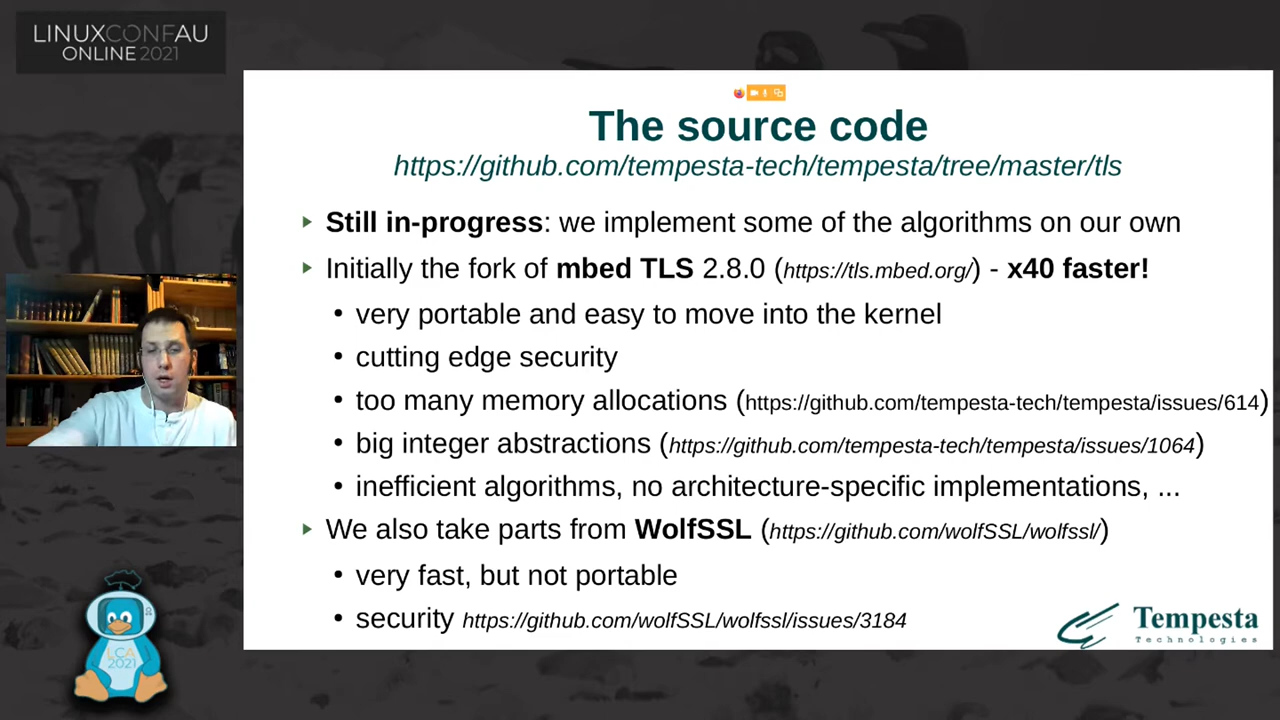 LINUXCONFAU
ONLINE 2021
The source code
https://github.com/tempesta-tech/tempesta/tree/master/tls
Still in-progress: we implement some of the algorithms on our own
Initially the fork of mbed TLS 2.8.0 (https://tls.mbed.org/) - x40 faster!
very portable and easy to move into the kernel
cutting edge security
too many memory allocations (https://github.com/tempesta-tech/tempesta/issues/614)
big integer abstractions (https://github.com/tempesta-tech/tempesta/issues/1064)
inefficient algorithms, no architecture-specific implementations, ...
We also take parts from WolfSSL (https://github.com/wolfSSL/wolfssl/)
very fast, but not portable
security https://github.com/wolfSSL/wolfssl/issues/3184
Tempesta
Technologies
LCA
2021